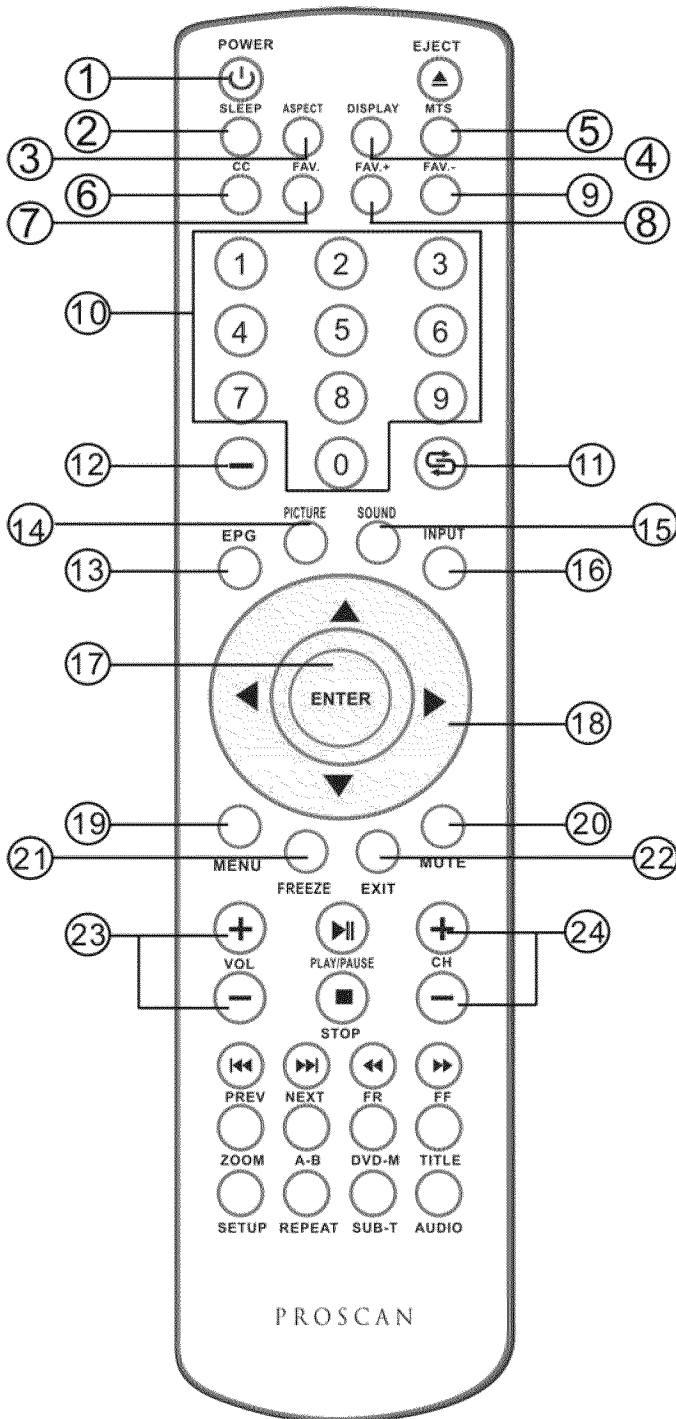 POWER EJECT
①
SLEEP ASPECT DISPLAY MTS
② ⑤
③ ④
CC FAV. FAV.+ FAV.-
⑥ ⑨
⑦ ⑧
1 2 3
⑩
4 5 6
7 8 9
⑫ − 0 ⑪
PICTURE SOUND
⑭ ⑮
EPG INPUT
⑬ ⑯
⑰
ENTER
⑱
⑲ ⑳
MENU MUTE
㉑ ㉒
FREEZE EXIT
㉓ + + ㉔
VOL PLAY/PAUSE CH
− −
STOP
PREV NEXT FR FF
ZOOM A-B DVD-M TITLE
SETUP REPEAT SUB-T AUDIO
PROSCAN